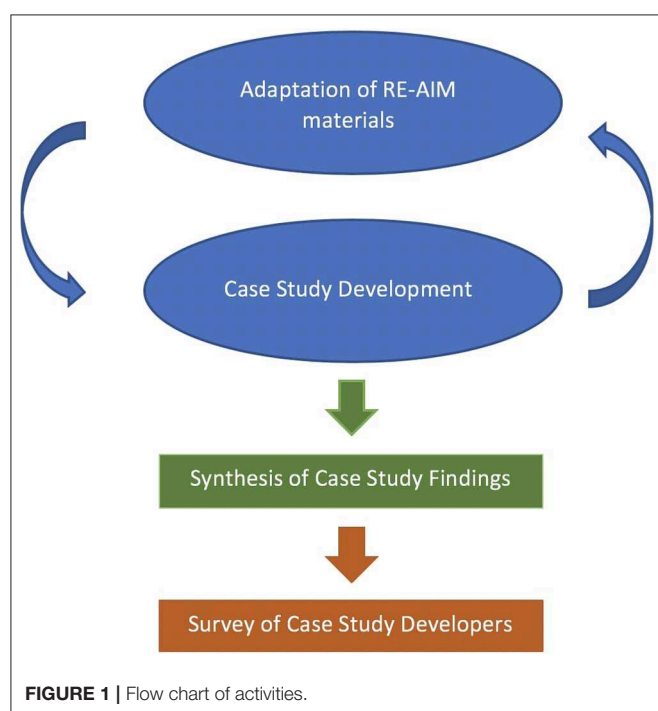 Adaptation of RE-AIM
materials
Case Study Development
Synthesis of Case Study Findings
Survey of Case Study Developers
FIGURE 1 | Flow chart of activities.